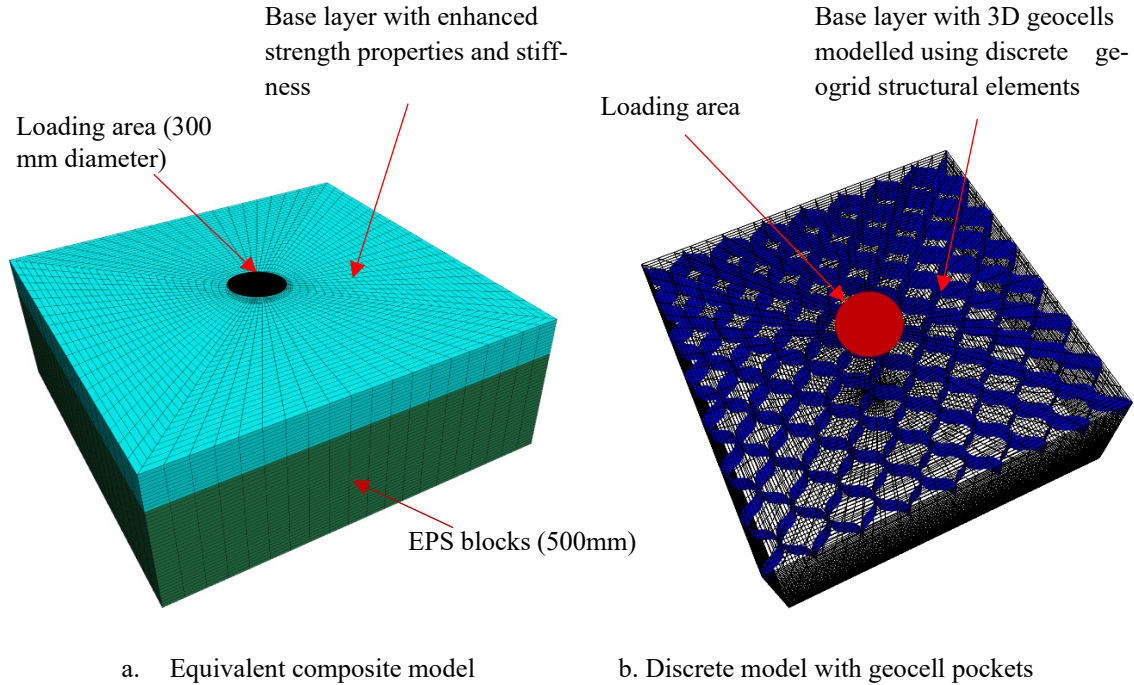 Base layer with enhanced
strength properties and stiff-
ness
Loading area (300
mm diameter)
EPS blocks (500mm)
a. Equivalent composite model
Base layer with 3D geocells
modelled using discrete ge-
ogrid structural elements
Loading area
b. Discrete model with geocell pockets